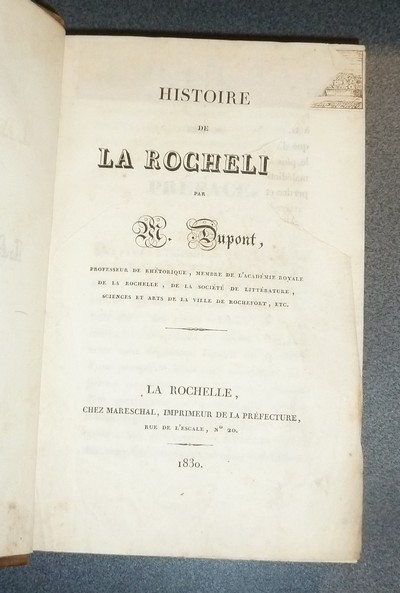 HISTOIRE
DE
LA ROCHELI
PAR
M. Dupont,
PROFESSEUR DE RHÉTORIQUE, MEMBRE DE L'ACADÉMIE ROYALE
DE LA ROCHELLE, DE LA SOCIÉTÉ DE LITTÉRATURE,
SCIENCES ET ARTS DE LA VILLE DE ROCHEFORT, ETC.
LA ROCHELLE,
CHEZ MARESCHAL, IMPRIMEUR DE LA PRÉFECTURE,
RUE DE L'ESCALE, Nº 20.
1830.